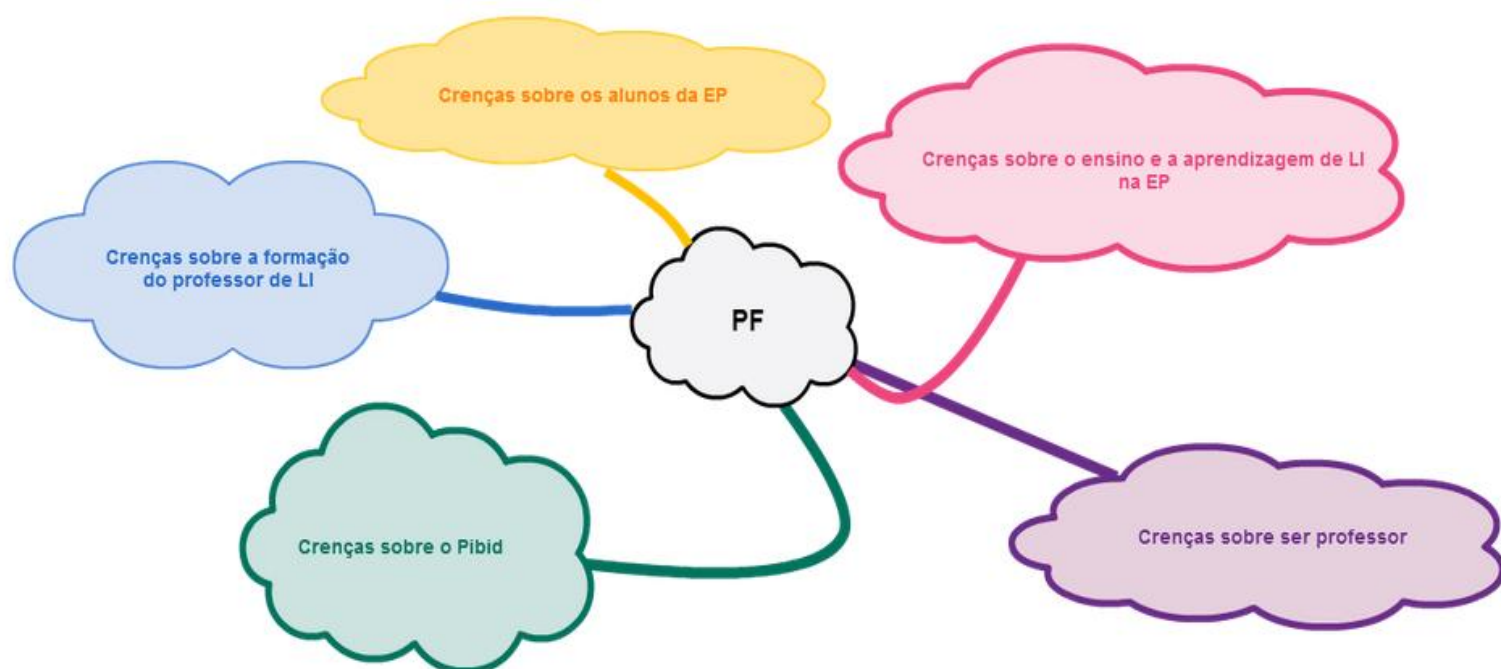 Crenças sobre os alunos da EP
Crenças sobre o ensino e a aprendizagem de LI
na EP
Crenças sobre a formação
do professor de LI
PF
Crenças sobre o Pibid
Crenças sobre ser professor